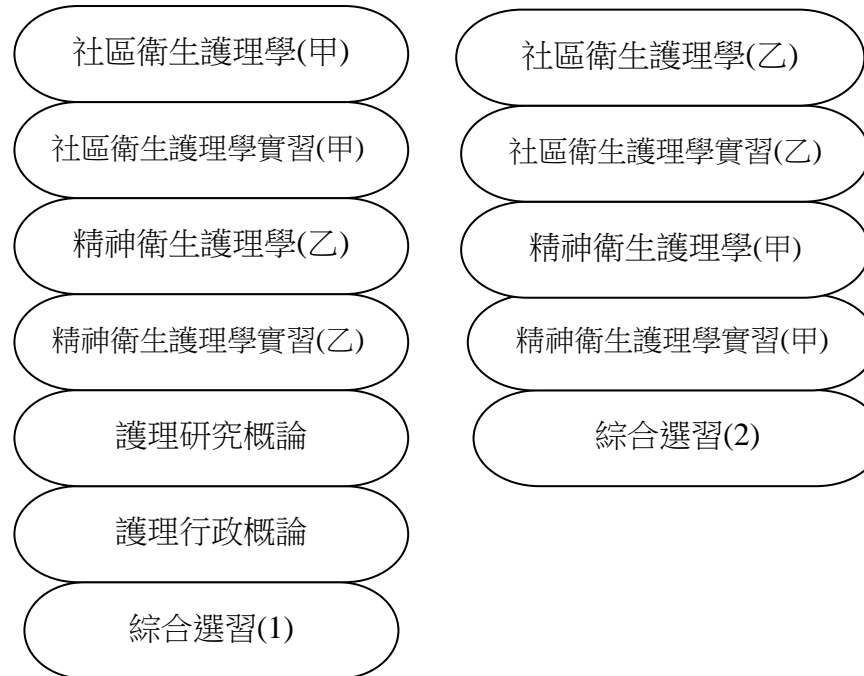 社區衛生護理學(甲)
社區衛生護理學實習(甲)
精神衛生護理學(乙)
精神衛生護理學實習(乙)
護理研究概論
護理行政概論
綜合選習(1)
社區衛生護理學(乙)
社區衛生護理學實習(乙)
精神衛生護理學(甲)
精神衛生護理學實習(甲)
綜合選習(2)